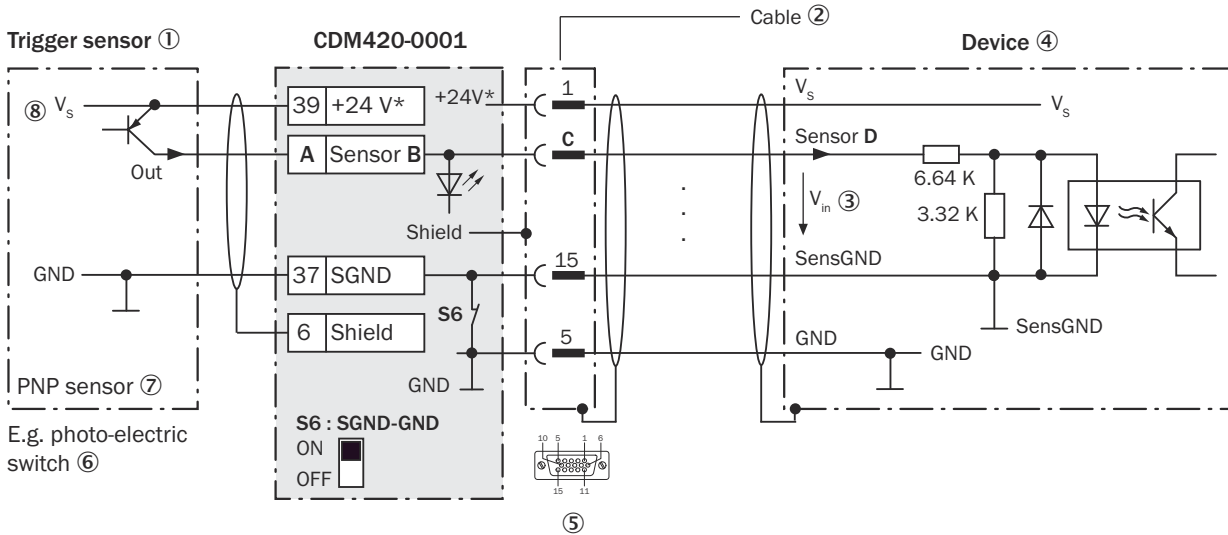 Cable ②
Trigger sensor ①
CDM420-0001
Device ④
⑧ Vs
39 +24 V*
+24V*
1
Vs
Vs
A Sensor B
C
Sensor D
Out
6.64 K
Vin ③
3.32 K
Shield
GND
37 SGND
15
SensGND
S6
6 Shield
5
SensGND
GND
GND
GND
PNP sensor ⑦
E.g. photo-electric
switch ⑥
S6 : SGND-GND
ON
OFF
10 5 1 6
15 11
⑤